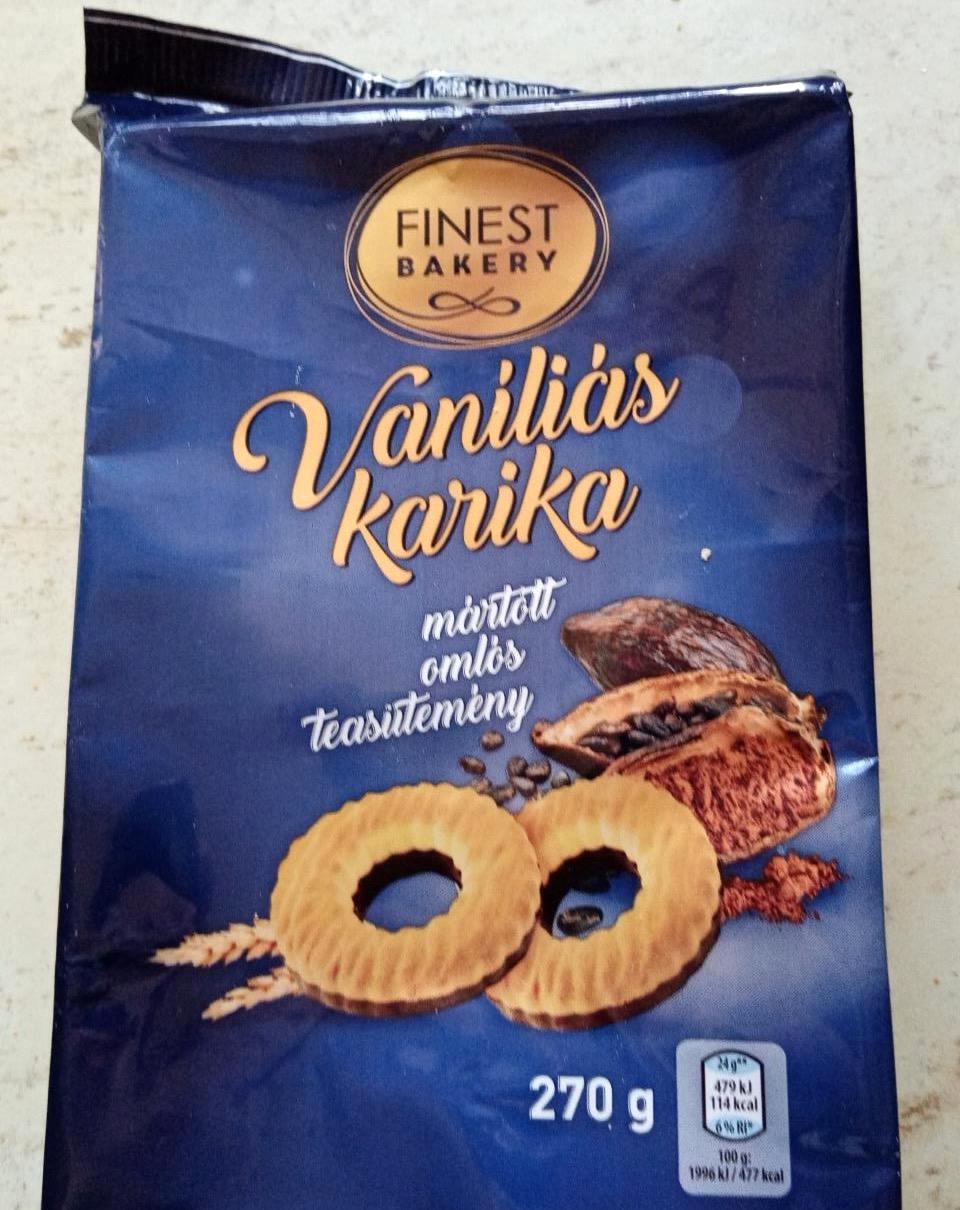 FINEST
BAKERY
Vaníliás
karika
mártott
omlós
teasütemény
270 g
24 g**
479 kJ
114 kcal
6 % RI*
100 g:
1996 kJ / 477 kcal